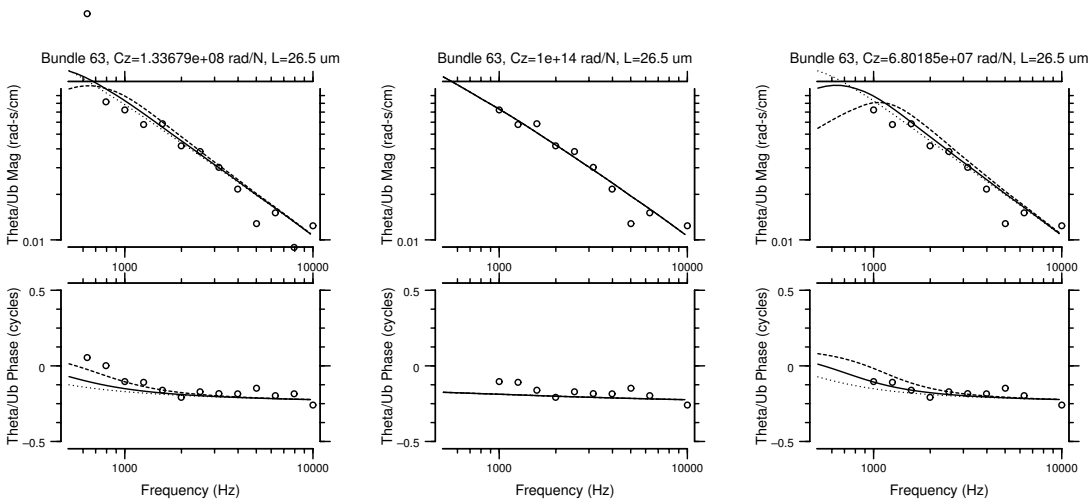 Bundle 63, Cz=1.33679e+08 rad/N, L=26.5 um
Theta/Ub Mag (rad-s/cm)
0.01
1000
10000
Theta/Ub Phase (cycles)
0.5
0
−0.5
1000
10000
Frequency (Hz)
Bundle 63, Cz=1e+14 rad/N, L=26.5 um
Theta/Ub Mag (rad-s/cm)
0.01
1000
10000
Theta/Ub Phase (cycles)
0.5
0
−0.5
1000
10000
Frequency (Hz)
Bundle 63, Cz=6.80185e+07 rad/N, L=26.5 um
Theta/Ub Mag (rad-s/cm)
0.01
1000
10000
Theta/Ub Phase (cycles)
0.5
0
−0.5
1000
10000
Frequency (Hz)